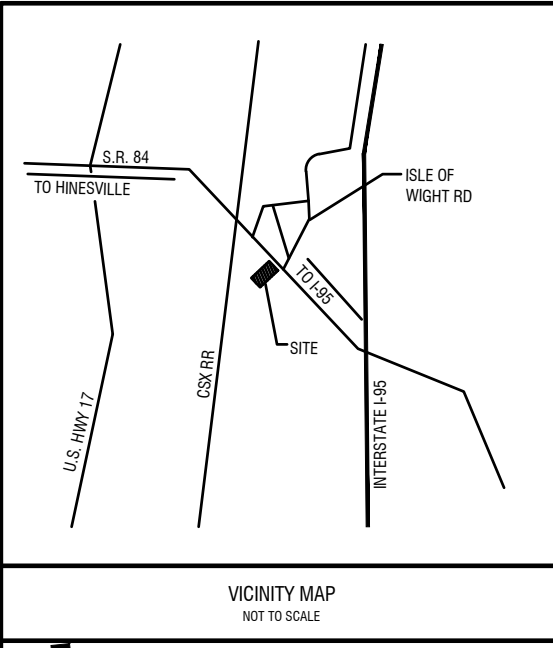 S.R. 84
TO HINESVILLE
ISLE OF
WIGHT RD
TO I-95
SITE
CSX RR
U.S. HWY 17
INTERSTATE I-95
VICINITY MAP
NOT TO SCALE